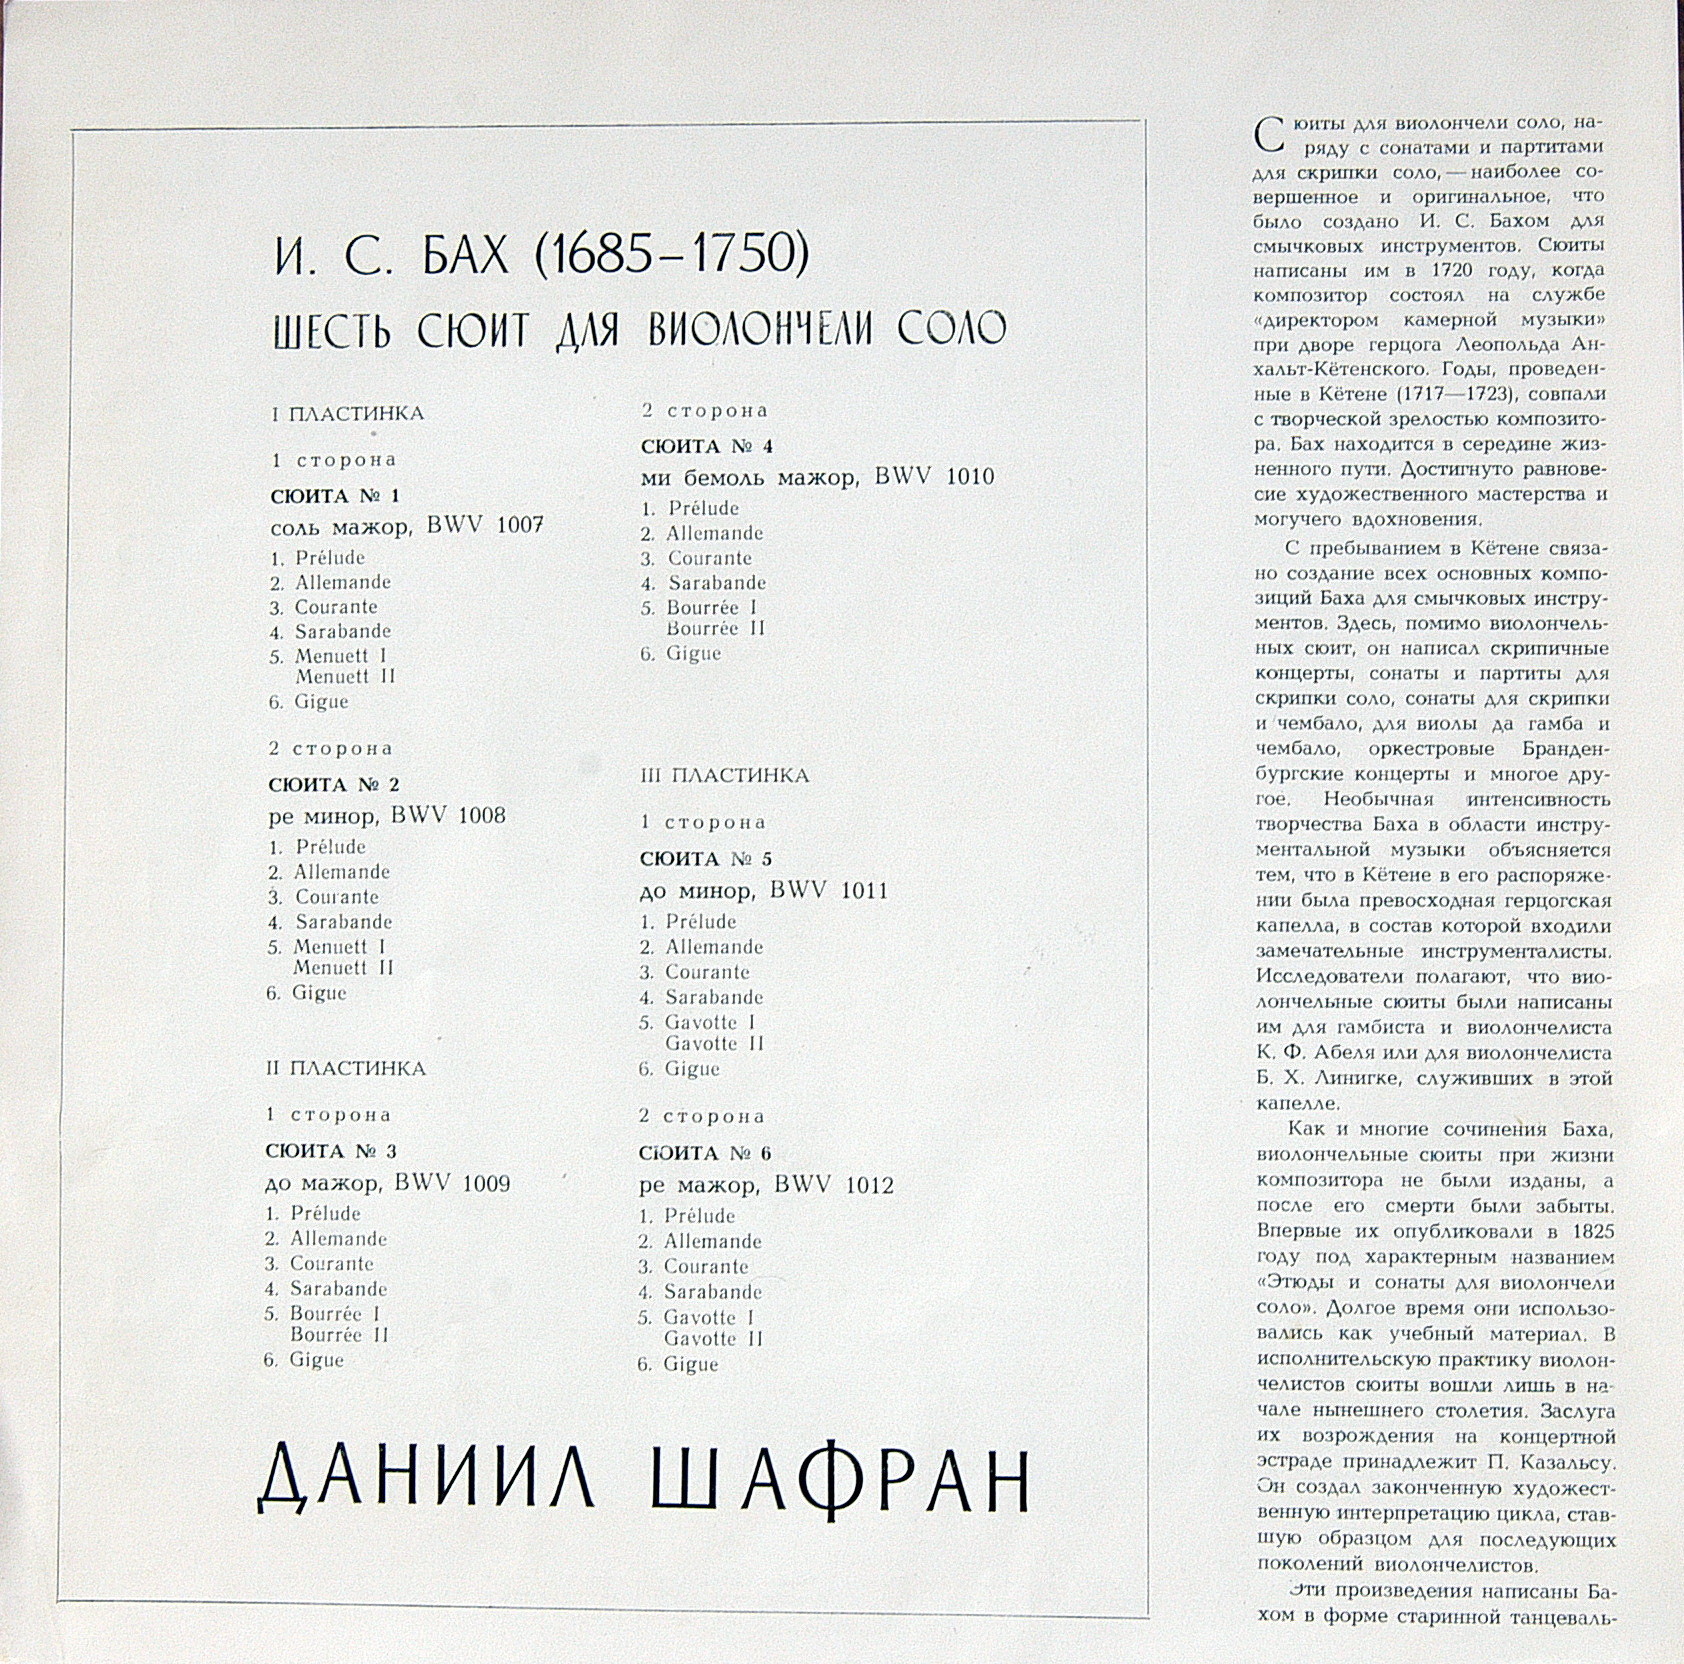 И. С. БАХ (1685–1750)
ШЕСТЬ СЮИТ ДЛЯ ВИОЛОНЧЕЛИ СОЛО
I ПЛАСТИНКА
1 сторона
СЮИТА № 1
соль мажор, BWV 1007
1. Prélude
2. Allemande
3. Courante
4. Sarabande
5. Menuett I
Menuett II
6. Gigue
2 сторона
СЮИТА № 2
ре минор, BWV 1008
1. Prélude
2. Allemande
3. Courante
4. Sarabande
5. Menuett I
Menuett II
6. Gigue
II ПЛАСТИНКА
1 сторона
СЮИТА № 3
до мажор, BWV 1009
1. Prélude
2. Allemande
3. Courante
4. Sarabande
5. Bourrée I
Bourrée II
6. Gigue
2 сторона
СЮИТА № 4
ми бемоль мажор, BWV 1010
1. Prélude
2. Allemande
3. Courante
4. Sarabande
5. Bourrée I
Bourrée II
6. Gigue
III ПЛАСТИНКА
1 сторона
СЮИТА № 5
до минор, BWV 1011
1. Prélude
2. Allemande
3. Courante
4. Sarabande
5. Gavotte I
Gavotte II
6. Gigue
2 сторона
СЮИТА № 6
ре мажор, BWV 1012
1. Prélude
2. Allemande
3. Courante
4. Sarabande
5. Gavotte I
Gavotte II
6. Gigue
ДАНИИЛ ШАФРАН
Сюиты для виолончели соло, на-
ряду с сонатами и партитами
для скрипки соло, — наиболее со-
вершенное и оригинальное, что
было создано И. С. Бахом для
смычковых инструментов. Сюиты
написаны им в 1720 году, когда
композитор состоял на службе
«директором камерной музыки»
при дворе герцога Леопольда Ан-
хальт-Кётенского. Годы, проведен-
ные в Кётене (1717—1723), совпали
с творческой зрелостью композито-
ра. Бах находится в середине жиз-
ненного пути. Достигнуто равнове-
сие художественного мастерства и
могучего вдохновения.
С пребыванием в Кётене связа-
но создание всех основных компо-
зиций Баха для смычковых инстру-
ментов. Здесь, помимо виолончель-
ных сюит, он написал скрипичные
концерты, сонаты и партиты для
скрипки соло, сонаты для скрипки
и чембало, для виолы да гамба и
чембало, оркестровые Бранден-
бургские концерты и многое дру-
гое. Необычная интенсивность
творчества Баха в области инстру-
ментальной музыки объясняется
тем, что в Кётене в его распоряже-
нии была превосходная герцогская
капелла, в состав которой входили
замечательные инструменталисты.
Исследователи полагают, что вио-
лончельные сюиты были написаны
им для гамбиста и виолончелиста
К. Ф. Абеля или для виолончелиста
Б. Х. Линигке, служивших в этой
капелле.
Как и многие сочинения Баха,
виолончельные сюиты при жизни
композитора не были изданы, а
после его смерти были забыты.
Впервые их опубликовали в 1825
году под характерным названием
«Этюды и сонаты для виолончели
соло». Долгое время они использо-
вались как учебный материал. В
исполнительскую практику виолон-
челистов сюиты вошли лишь в на-
чале нынешнего столетия. Заслуга
их возрождения на концертной
эстраде принадлежит П. Казальсу.
Он создал законченную художест-
венную интерпретацию цикла, став-
шую образцом для последующих
поколений виолончелистов.
Эти произведения написаны Ба-
хом в форме старинной танцеваль-